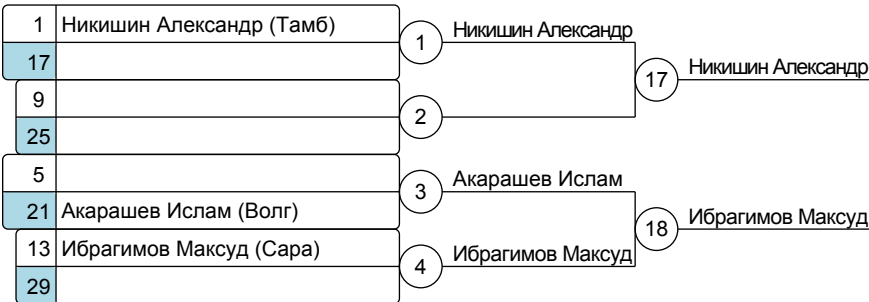 1 Никишин Александр (Тамб)
17
1
Никишин Александр
9
25
2
17
Никишин Александр
5
21 Акарашев Ислам (Волг)
3
Акарашев Ислам
13 Ибрагимов Максуд (Сара)
29
4
Ибрагимов Максуд
18
Ибрагимов Максуд